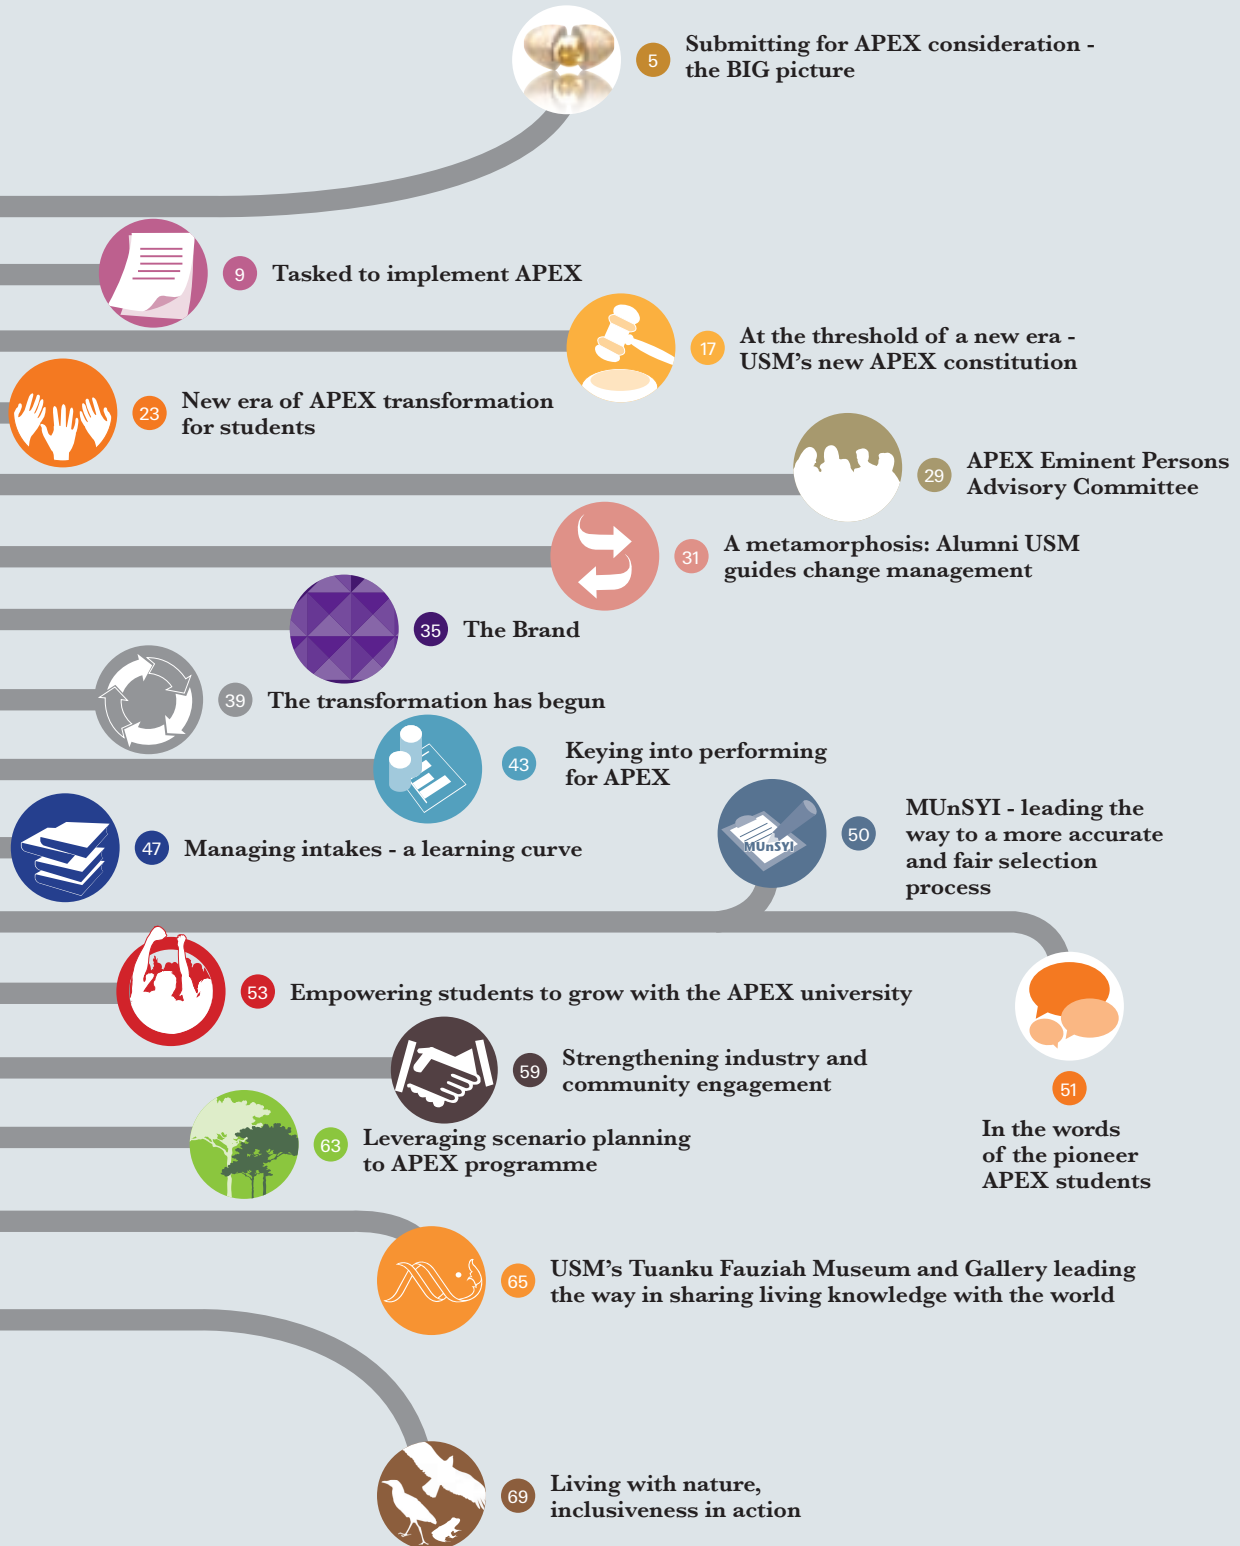 5
Submitting for APEX consideration -
the BIG picture
9
Tasked to implement APEX
17
At the threshold of a new era -
USM’s new APEX constitution
23
New era of APEX transformation
for students
29
APEX Eminent Persons
Advisory Committee
31
A metamorphosis: Alumni USM
guides change management
35
The Brand
39
The transformation has begun
43
Keying into performing
for APEX
47
Managing intakes - a learning curve
MUnSYI
50
MUnSYI - leading the
way to a more accurate
and fair selection
process
51
In the words
of the pioneer
APEX students
53
Empowering students to grow with the APEX university
59
Strengthening industry and
community engagement
63
Leveraging scenario planning
to APEX programme
65
USM’s Tuanku Fauziah Museum and Gallery leading
the way in sharing living knowledge with the world
69
Living with nature,
inclusiveness in action